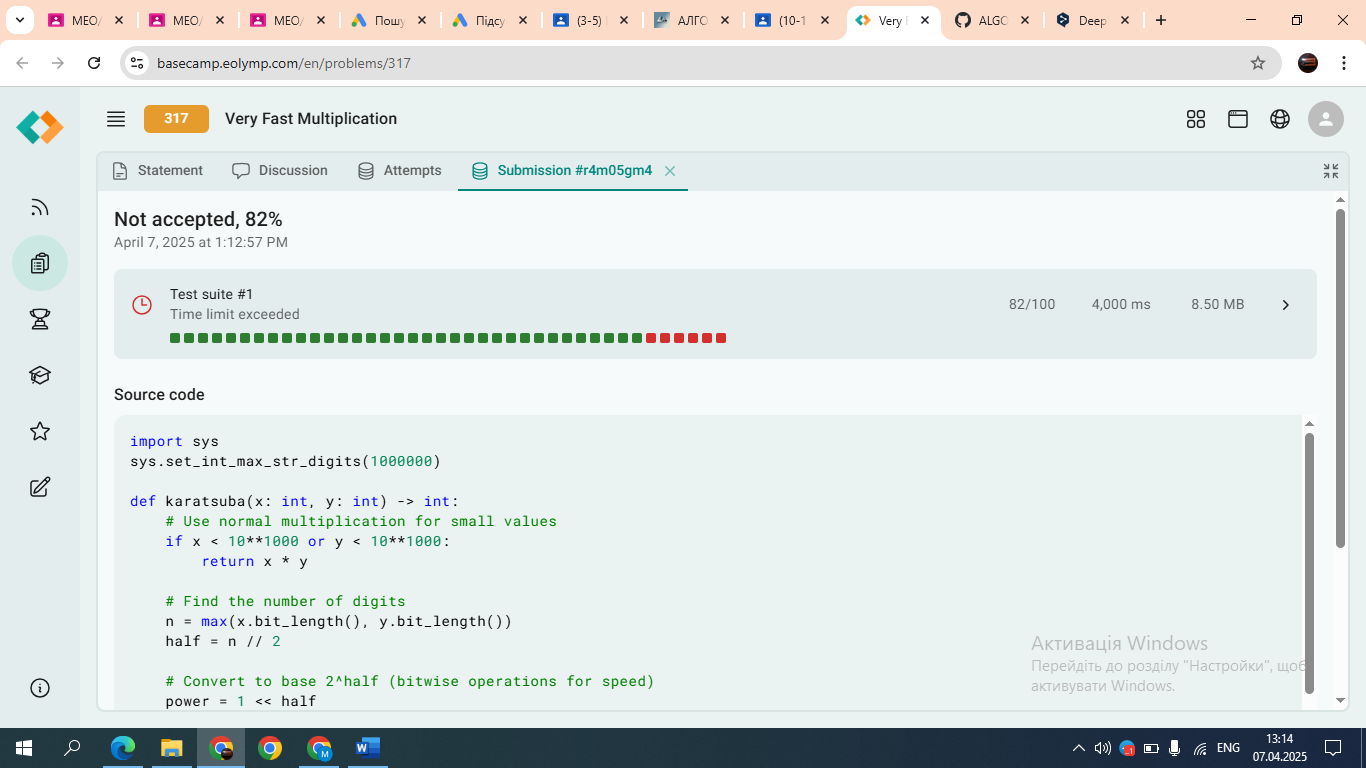 МЕО/
МЕО/
МЕО/
Пошу
Підсу
(3-5)
АЛГО
(10-1
Very
ALGO
Deep
basecamp.eolymp.com/en/problems/317
317
Very Fast Multiplication
Statement
Discussion
Attempts
Submission #r4m05gm4
Not accepted, 82%
April 7, 2025 at 1:12:57 PM
Test suite #1
Time limit exceeded
82/100
4,000 ms
8.50 MB
Source code
import sys
sys.set_int_max_str_digits(1000000)
def karatsuba(x: int, y: int) -> int:
# Use normal multiplication for small values
if x < 10**1000 or y < 10**1000:
return x * y
# Find the number of digits
n = max(x.bit_length(), y.bit_length())
half = n // 2
# Convert to base 2^half (bitwise operations for speed)
power = 1 << half
Активація Windows
Перейдіть до розділу "Настройки", щоб
активувати Windows.
ENG
13:14
07.04.2025